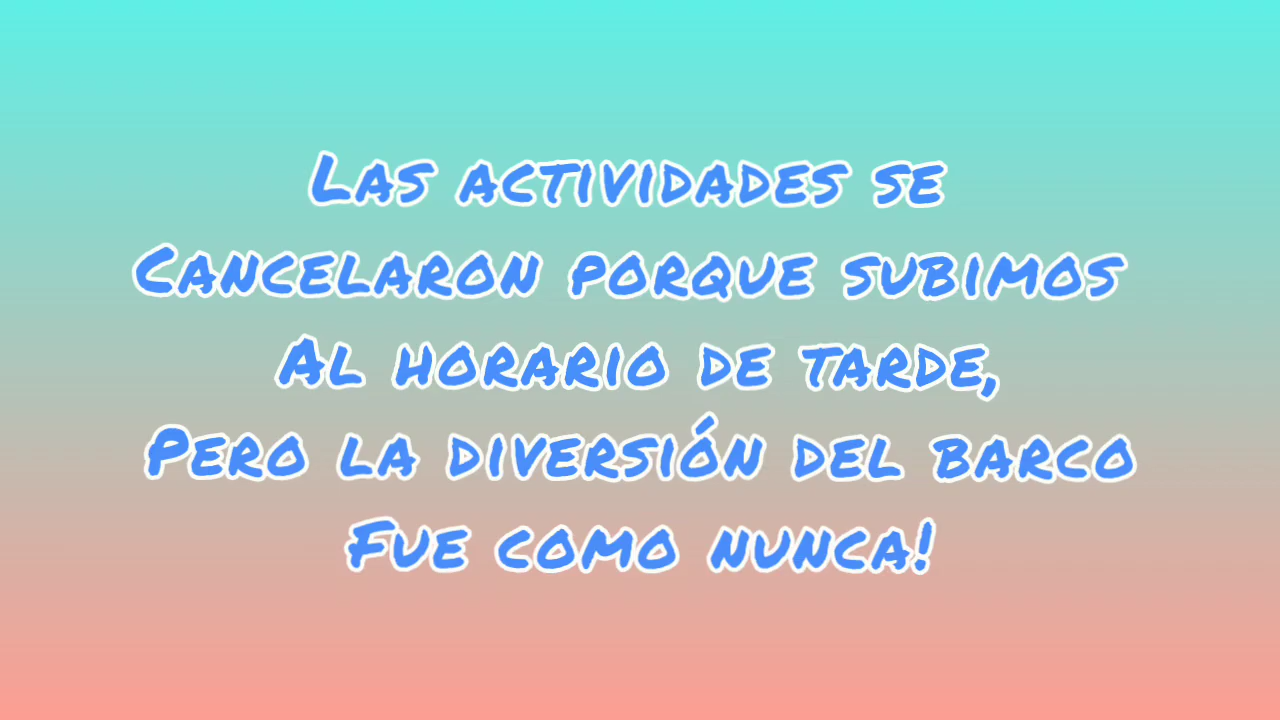 Las actividades se
Cancelaron porque subimos
Al horario de tarde,
Pero la diversión del barco
Fue como nunca!